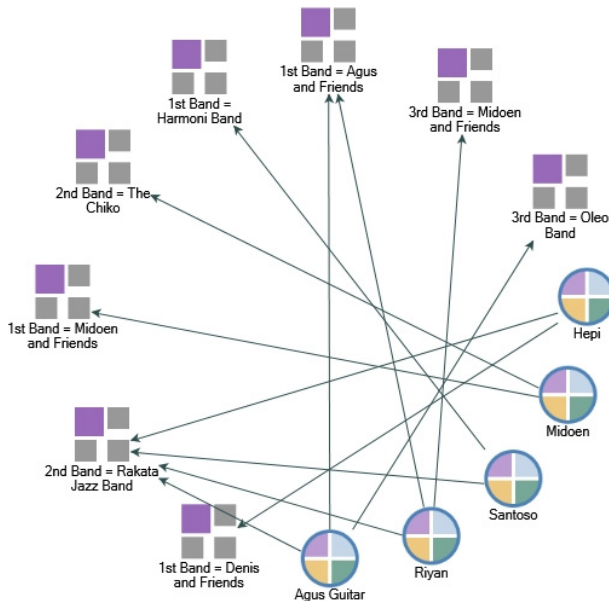 1st Band = Agus
and Friends
1st Band =
Harmoni Band
3rd Band = Midoen
and Friends
2nd Band = The
Chiko
3rd Band = Oleo
Band
1st Band = Midoen
and Friends
Hepi
Midoen
2nd Band = Rakata
Jazz Band
Santoso
1st Band = Denis
and Friends
Agus Guitar
Riyan